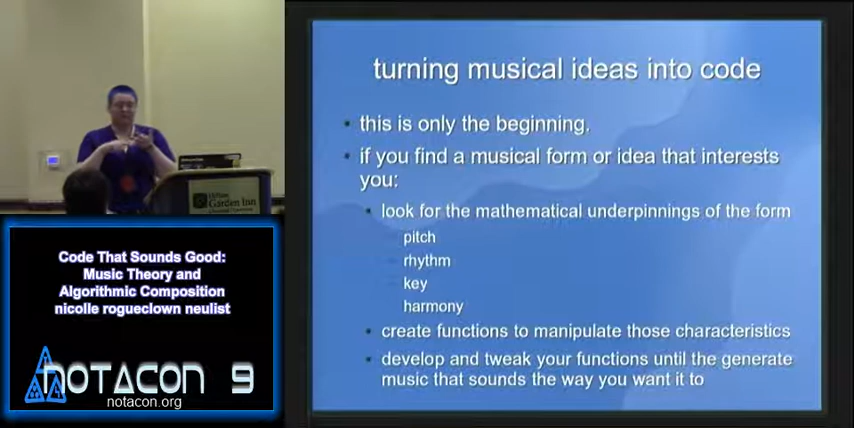 turning musical ideas into code
this is only the beginning.
if you find a musical form or idea that interests
you:
look for the mathematical underpinnings of the form
pitch
rhythm
key
harmony
create functions to manipulate those characteristics
develop and tweak your functions until the generate
music that sounds the way you want it to
Garden Inn
Code That Sounds Good:
Music Theory and
Algorithmic Composition
nicolle rogueclown neulist
NOTACON 9
notacon.org